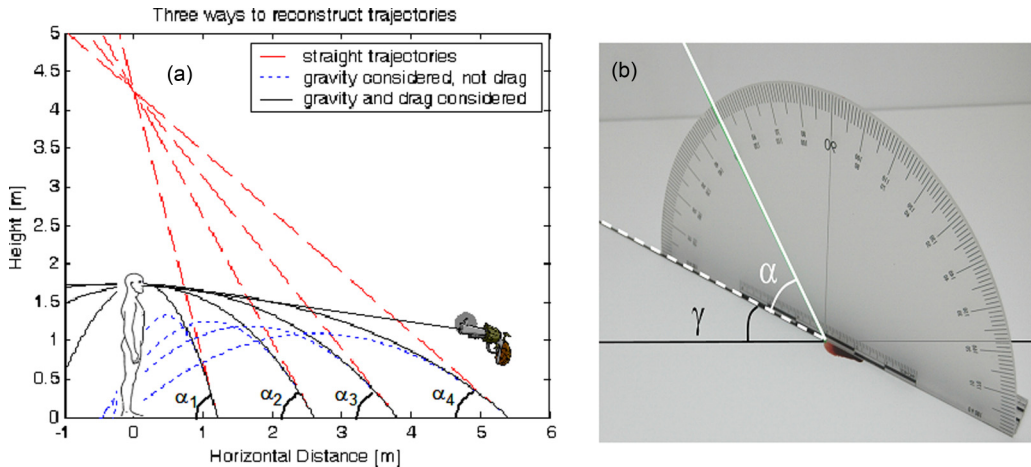 Three ways to reconstruct trajectories
(a)
straight trajectories
gravity considered, not drag
gravity and drag considered
Height [m]
5
4.5
4
3.5
3
2.5
2
1.5
1
0.5
0
α1
α2
α3
α4
-1 0 1 2 3 4 5 6
Horizontal Distance [m]
(b)
90
α
γ